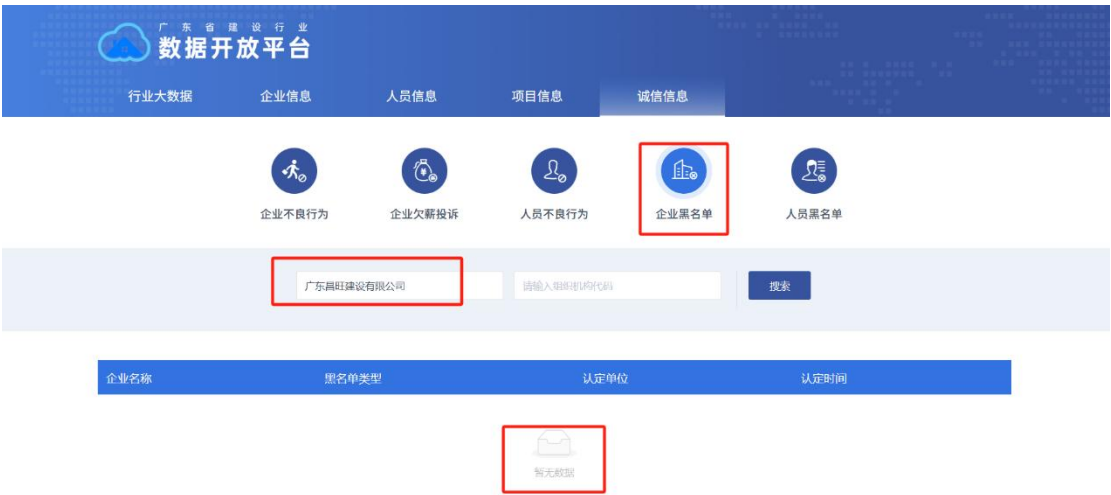 广东省建设行业
数据开放平台
行业大数据 企业信息 人员信息 项目信息 诚信信息
企业不良行为 企业欠薪投诉 人员不良行为 企业黑名单 人员黑名单
广东昌旺建设有限公司 请输入组织机构代码 搜索
企业名称 黑名单类型 认定单位 认定时间
暂无数据